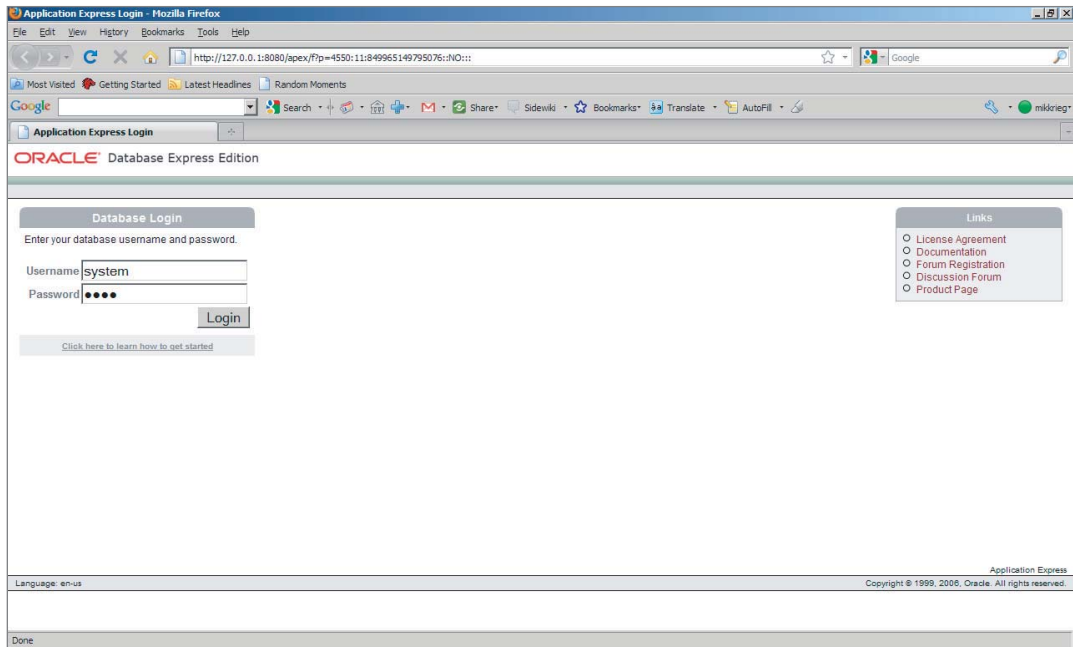 Application Express Login - Mozilla Firefox
File Edit View History Bookmarks Tools Help
http://127.0.0.1:8080/apex/f?p=4550:11:849965149795076::NO:::
Google
Most Visited Getting Started Latest Headlines Random Moments
Google Search Share Sidewiki Bookmarks Translate AutoFill mikkrieg
Application Express Login
ORACLE Database Express Edition
Database Login
Enter your database username and password.
Username system
Password
Login
Click here to learn how to get started
Links
License Agreement
Documentation
Forum Registration
Discussion Forum
Product Page
Application Express
Language: en-us
Copyright © 1999, 2006, Oracle. All rights reserved.
Done